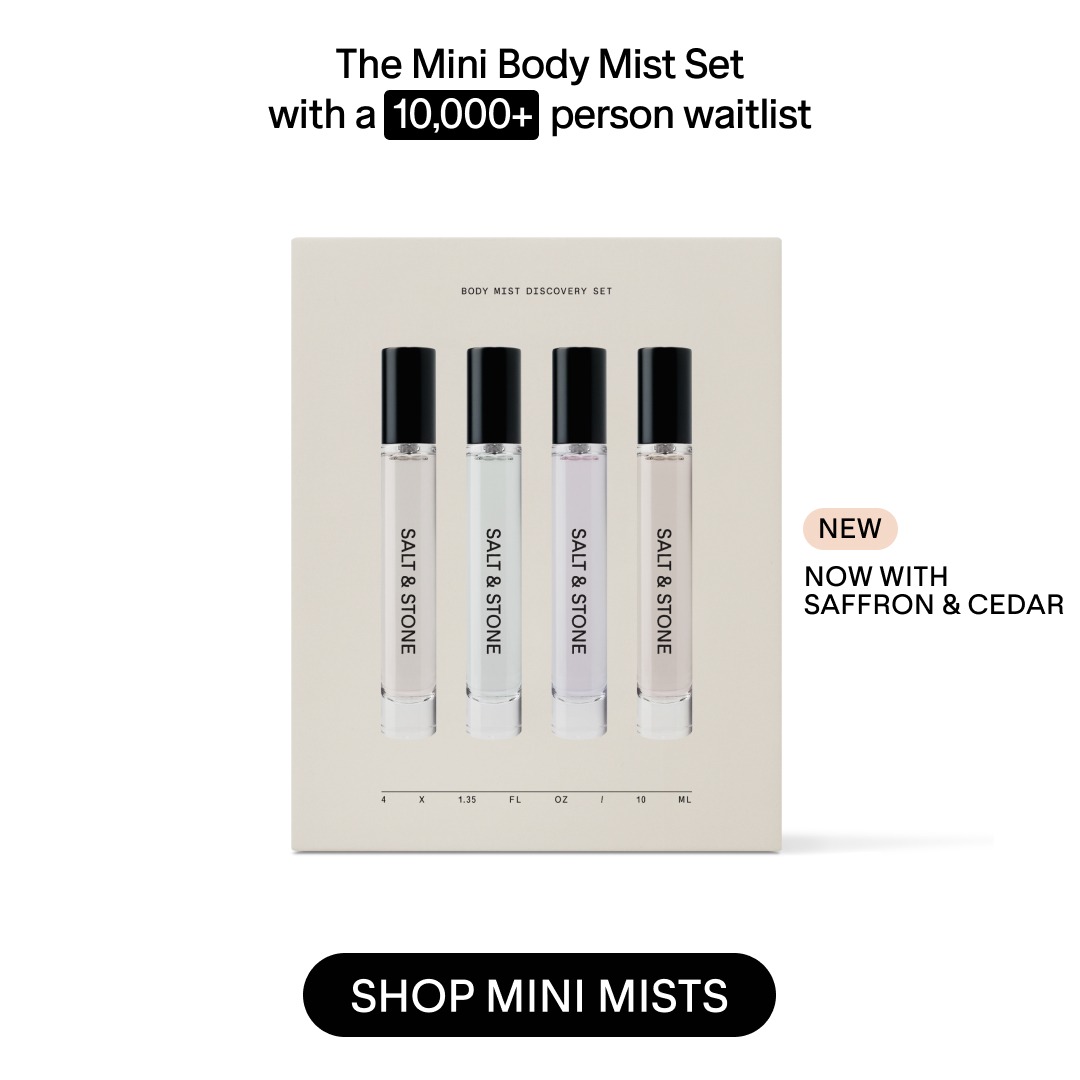 The Mini Body Mist Set
with a 10,000+ person waitlist
BODY MIST DISCOVERY SET
SALT & STONE
SALT & STONE
SALT & STONE
SALT & STONE
NEW
NOW WITH
SAFFRON & CEDAR
4 X 1.35 FL OZ / 10 ML
SHOP MINI MISTS